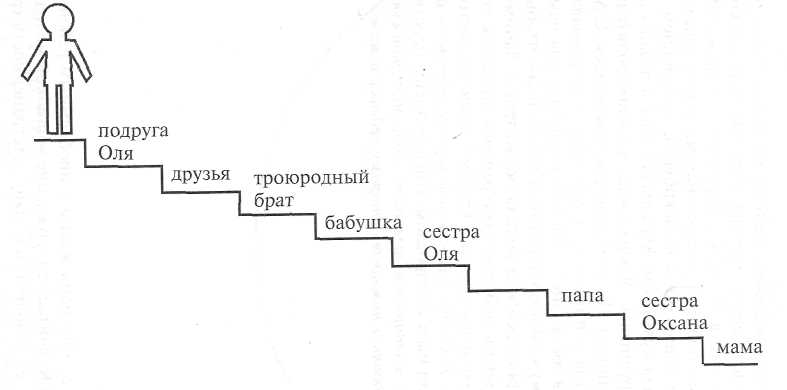 подруга
Оля
друзья
троюродный
брат
бабушка
сестра
Оля
папа
сестра
Оксана
мама